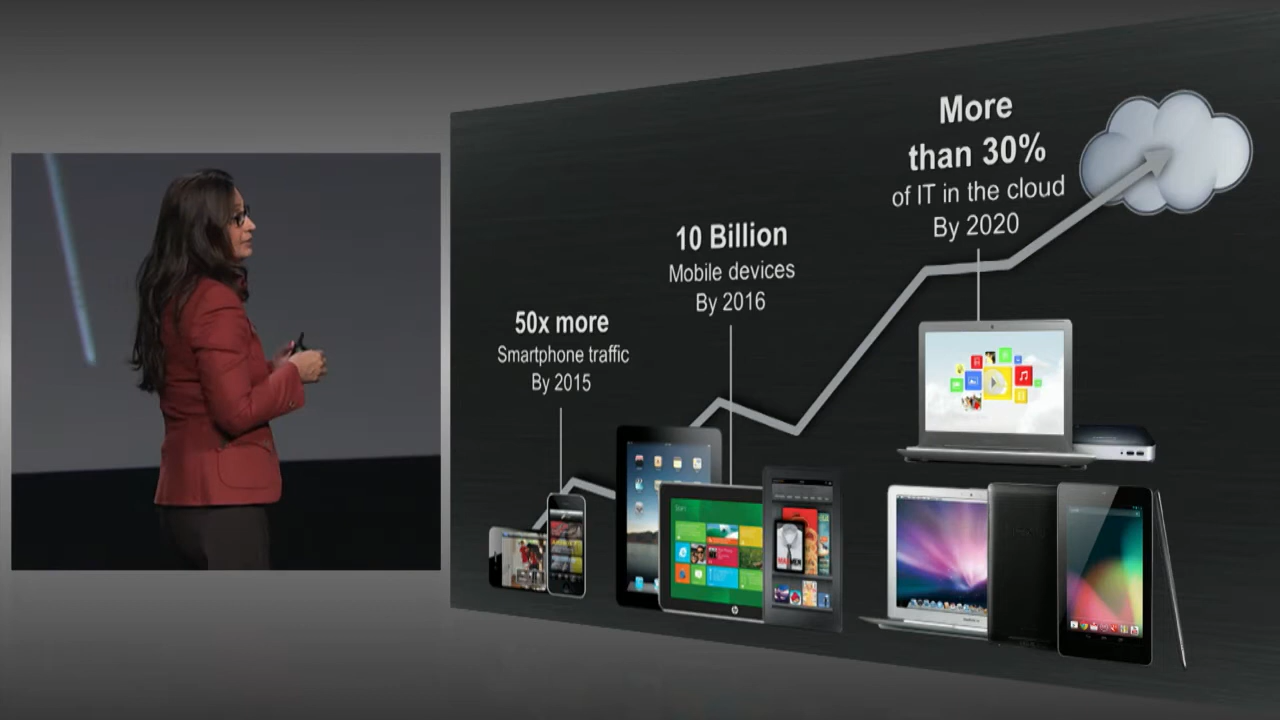 50x more
Smartphone traffic
By 2015
10 Billion
Mobile devices
By 2016
More
than 30%
of IT in the cloud
By 2020